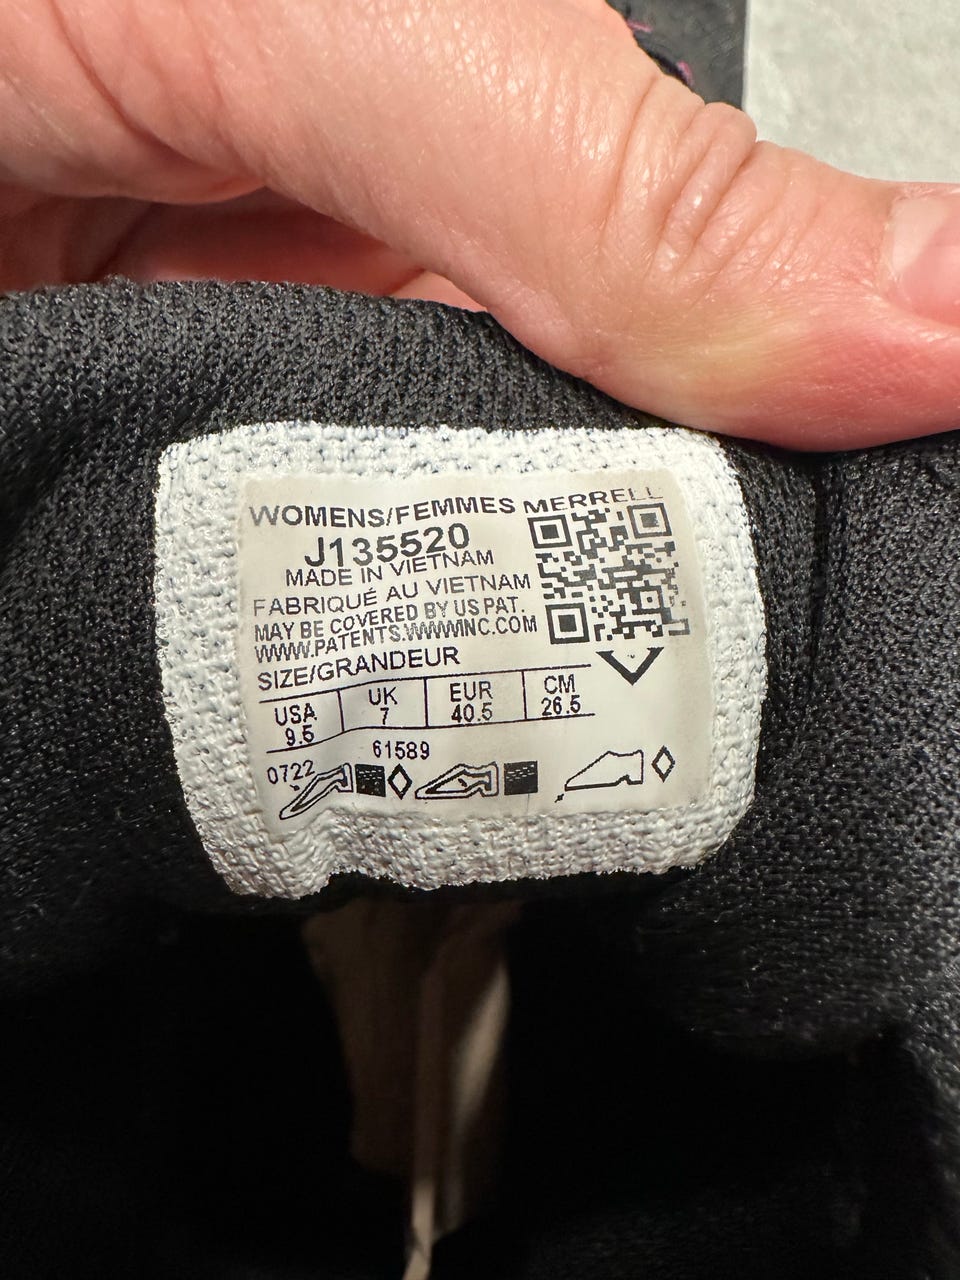 WOMENS/FEMMES MERRELL
J135520
MADE IN VIETNAM
FABRIQUÉ AU VIETNAM
MAY BE COVERED BY US PAT.
WWW.PATENTS.WWWINC.COM
SIZE/GRANDEUR
USA UK EUR CM
9.5 7 40.5 26.5
61589
0722